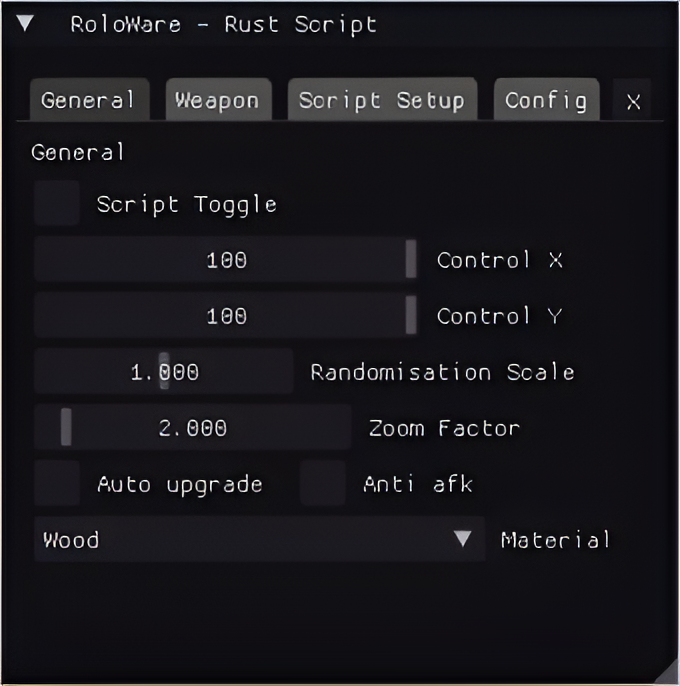 RoloWare - Rust Script
General Weapon Script Setup Config X
General
Script Toggle
100 Control X
100 Control Y
1.000 Randomisation Scale
2.000 Zoom Factor
Auto upgrade Anti afk
Wood Material